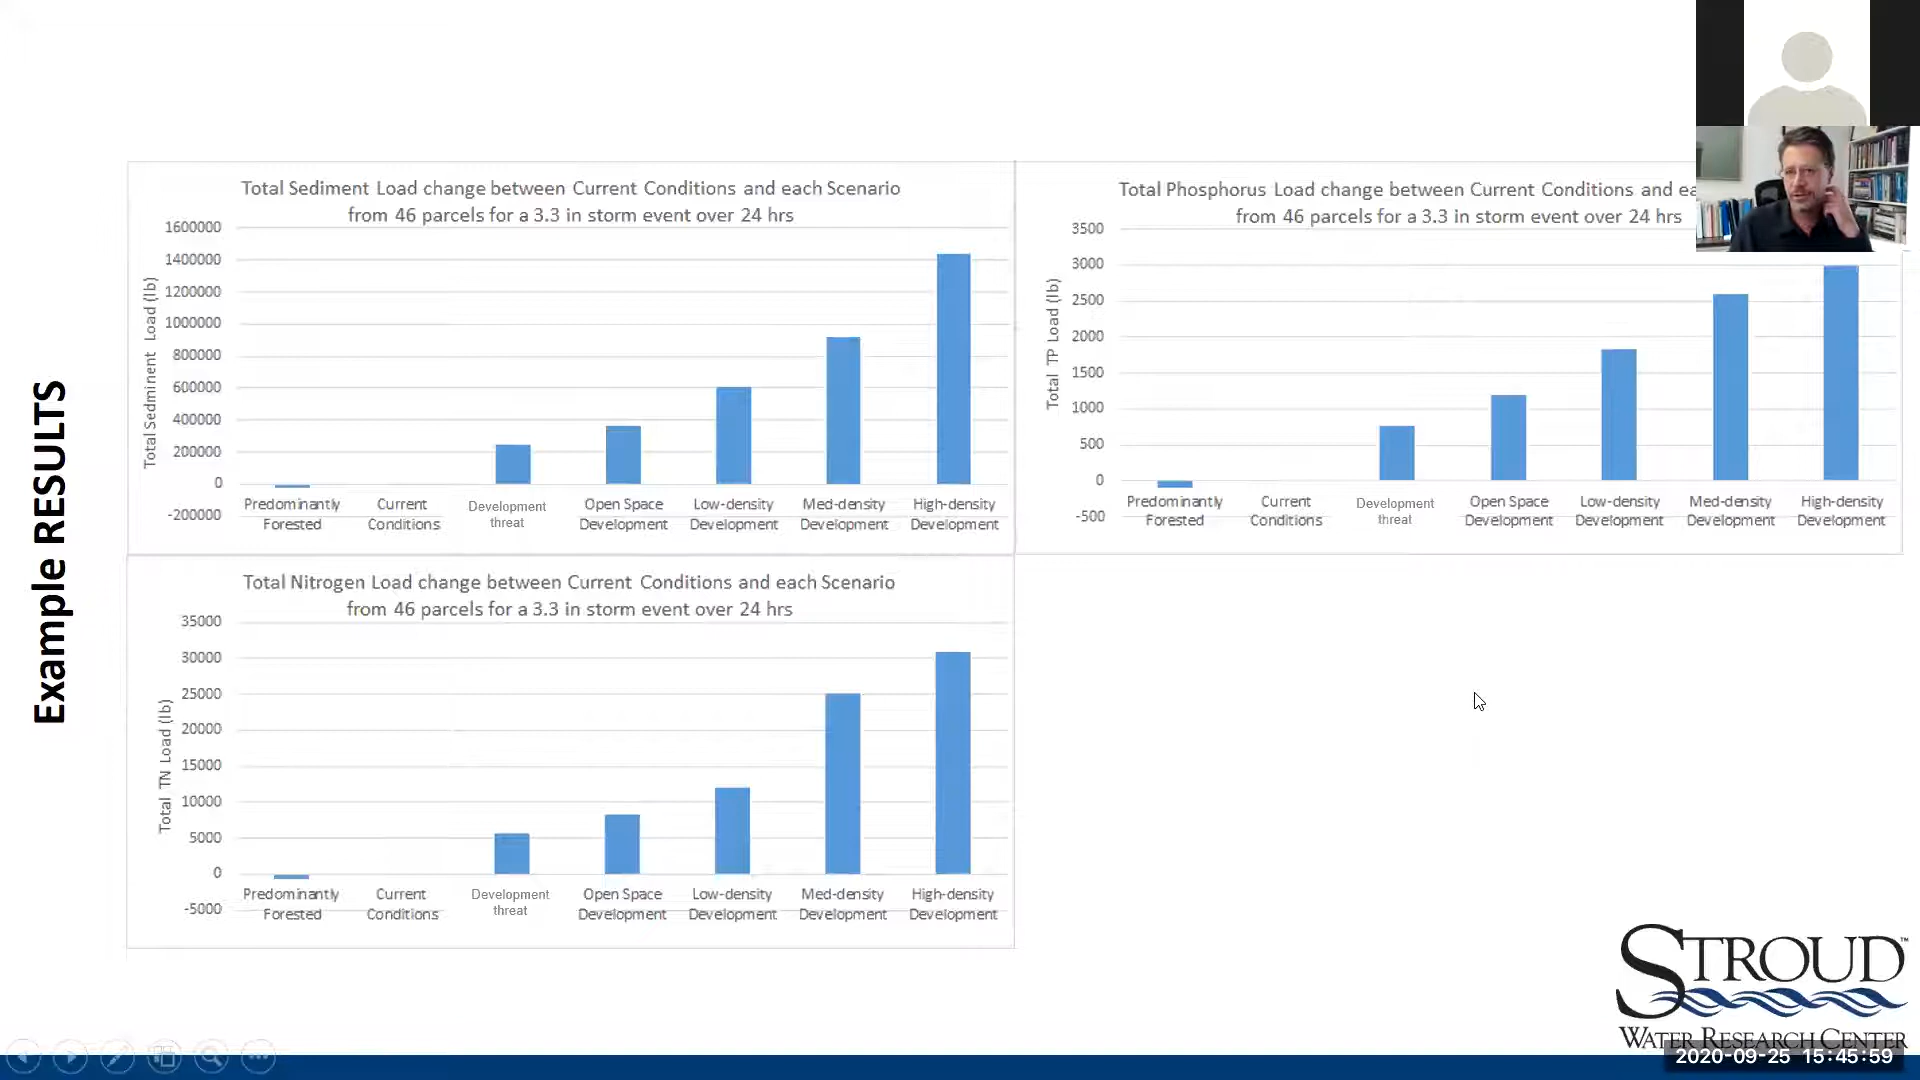 Example RESULTS
Total Sediment Load change between Current Conditions and each Scenario
from 46 parcels for a 3.3 in storm event over 24 hrs
Total Sedminent Load (lb)
1600000
1400000
1200000
1000000
800000
600000
400000
200000
0
-200000
Predominantly Forested
Current Conditions
Development threat
Open Space Development
Low-density Development
Med-density Development
High-density Development
Total Phosphorus Load change between Current Conditions and
from 46 parcels for a 3.3 in storm event over 24 hrs
Total TP Load (lb)
3500
3000
2500
2000
1500
1000
500
0
-500
Predominantly Forested
Current Conditions
Development threat
Open Space Development
Low-density Development
Med-density Development
High-density Development
Total Nitrogen Load change between Current Conditions and each Scenario
from 46 parcels for a 3.3 in storm event over 24 hrs
Total TN Load (lb)
35000
30000
25000
20000
15000
10000
5000
0
-5000
Predominantly Forested
Current Conditions
Development threat
Open Space Development
Low-density Development
Med-density Development
High-density Development
STROUD™
WATER RESEARCH CENTER
2020-09-25 15:45:59